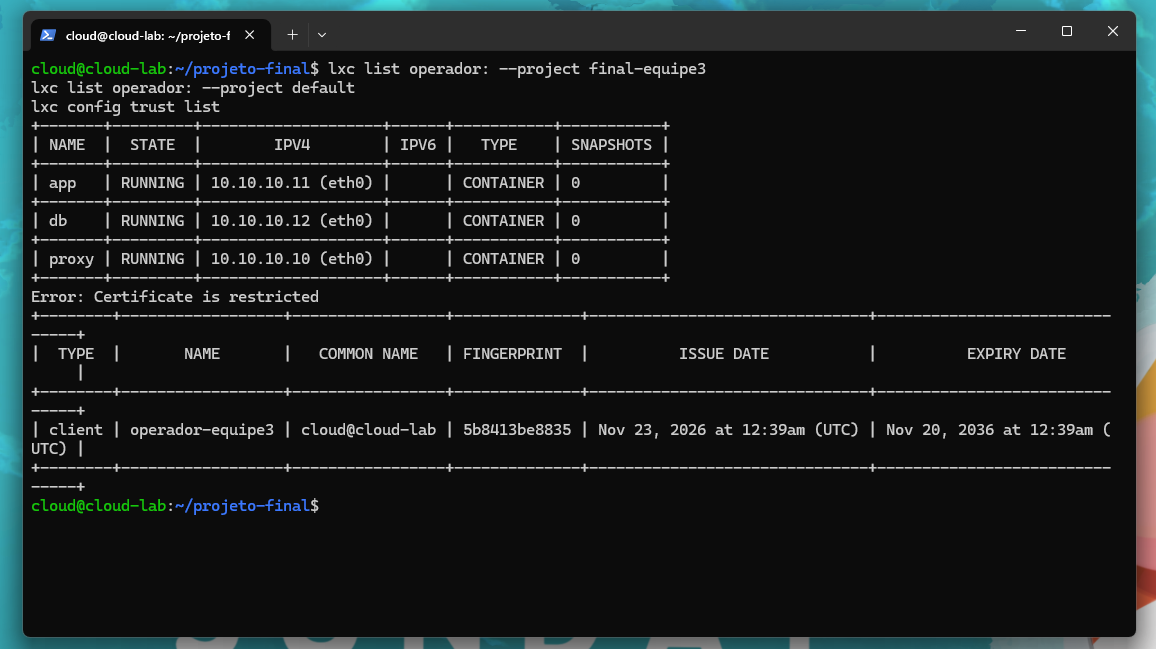 cloud@cloud-lab: ~/projeto-f
cloud@cloud-lab:~/projeto-final$ lxc list operador: --project final-equipe3
lxc list operador: --project default
lxc config trust list
+-------+---------+-------------------+------+-----------+-----------+
| NAME  |  STATE  |       IPV4        | IPV6 |   TYPE    | SNAPSHOTS |
+-------+---------+-------------------+------+-----------+-----------+
| app   | RUNNING | 10.10.10.11 (eth0) |      | CONTAINER | 0         |
+-------+---------+-------------------+------+-----------+-----------+
| db    | RUNNING | 10.10.10.12 (eth0) |      | CONTAINER | 0         |
+-------+---------+-------------------+------+-----------+-----------+
| proxy | RUNNING | 10.10.10.10 (eth0) |      | CONTAINER | 0         |
+-------+---------+-------------------+------+-----------+-----------+
Error: Certificate is restricted
+--------+------------------+-----------------+--------------+-------------------------------+--------------------------
-----+
|  TYPE  |       NAME       |   COMMON NAME   | FINGERPRINT  |          ISSUE DATE           |          EXPIRY DATE
     |
+--------+------------------+-----------------+--------------+-------------------------------+--------------------------
-----+
| client | operador-equipe3 | cloud@cloud-lab | 5b8413be8835 | Nov 23, 2026 at 12:39am (UTC) | Nov 20, 2036 at 12:39am (
UTC) |
+--------+------------------+-----------------+--------------+-------------------------------+--------------------------
-----+
cloud@cloud-lab:~/projeto-final$